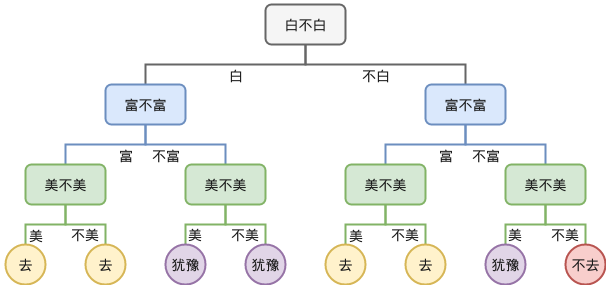 白不白
白 不白
富不富 富不富
富 不富 富 不富
美不美 美不美 美不美 美不美
美 不美 美 不美 美 不美 美 不美
去 去 犹豫 犹豫 去 去 犹豫 不去